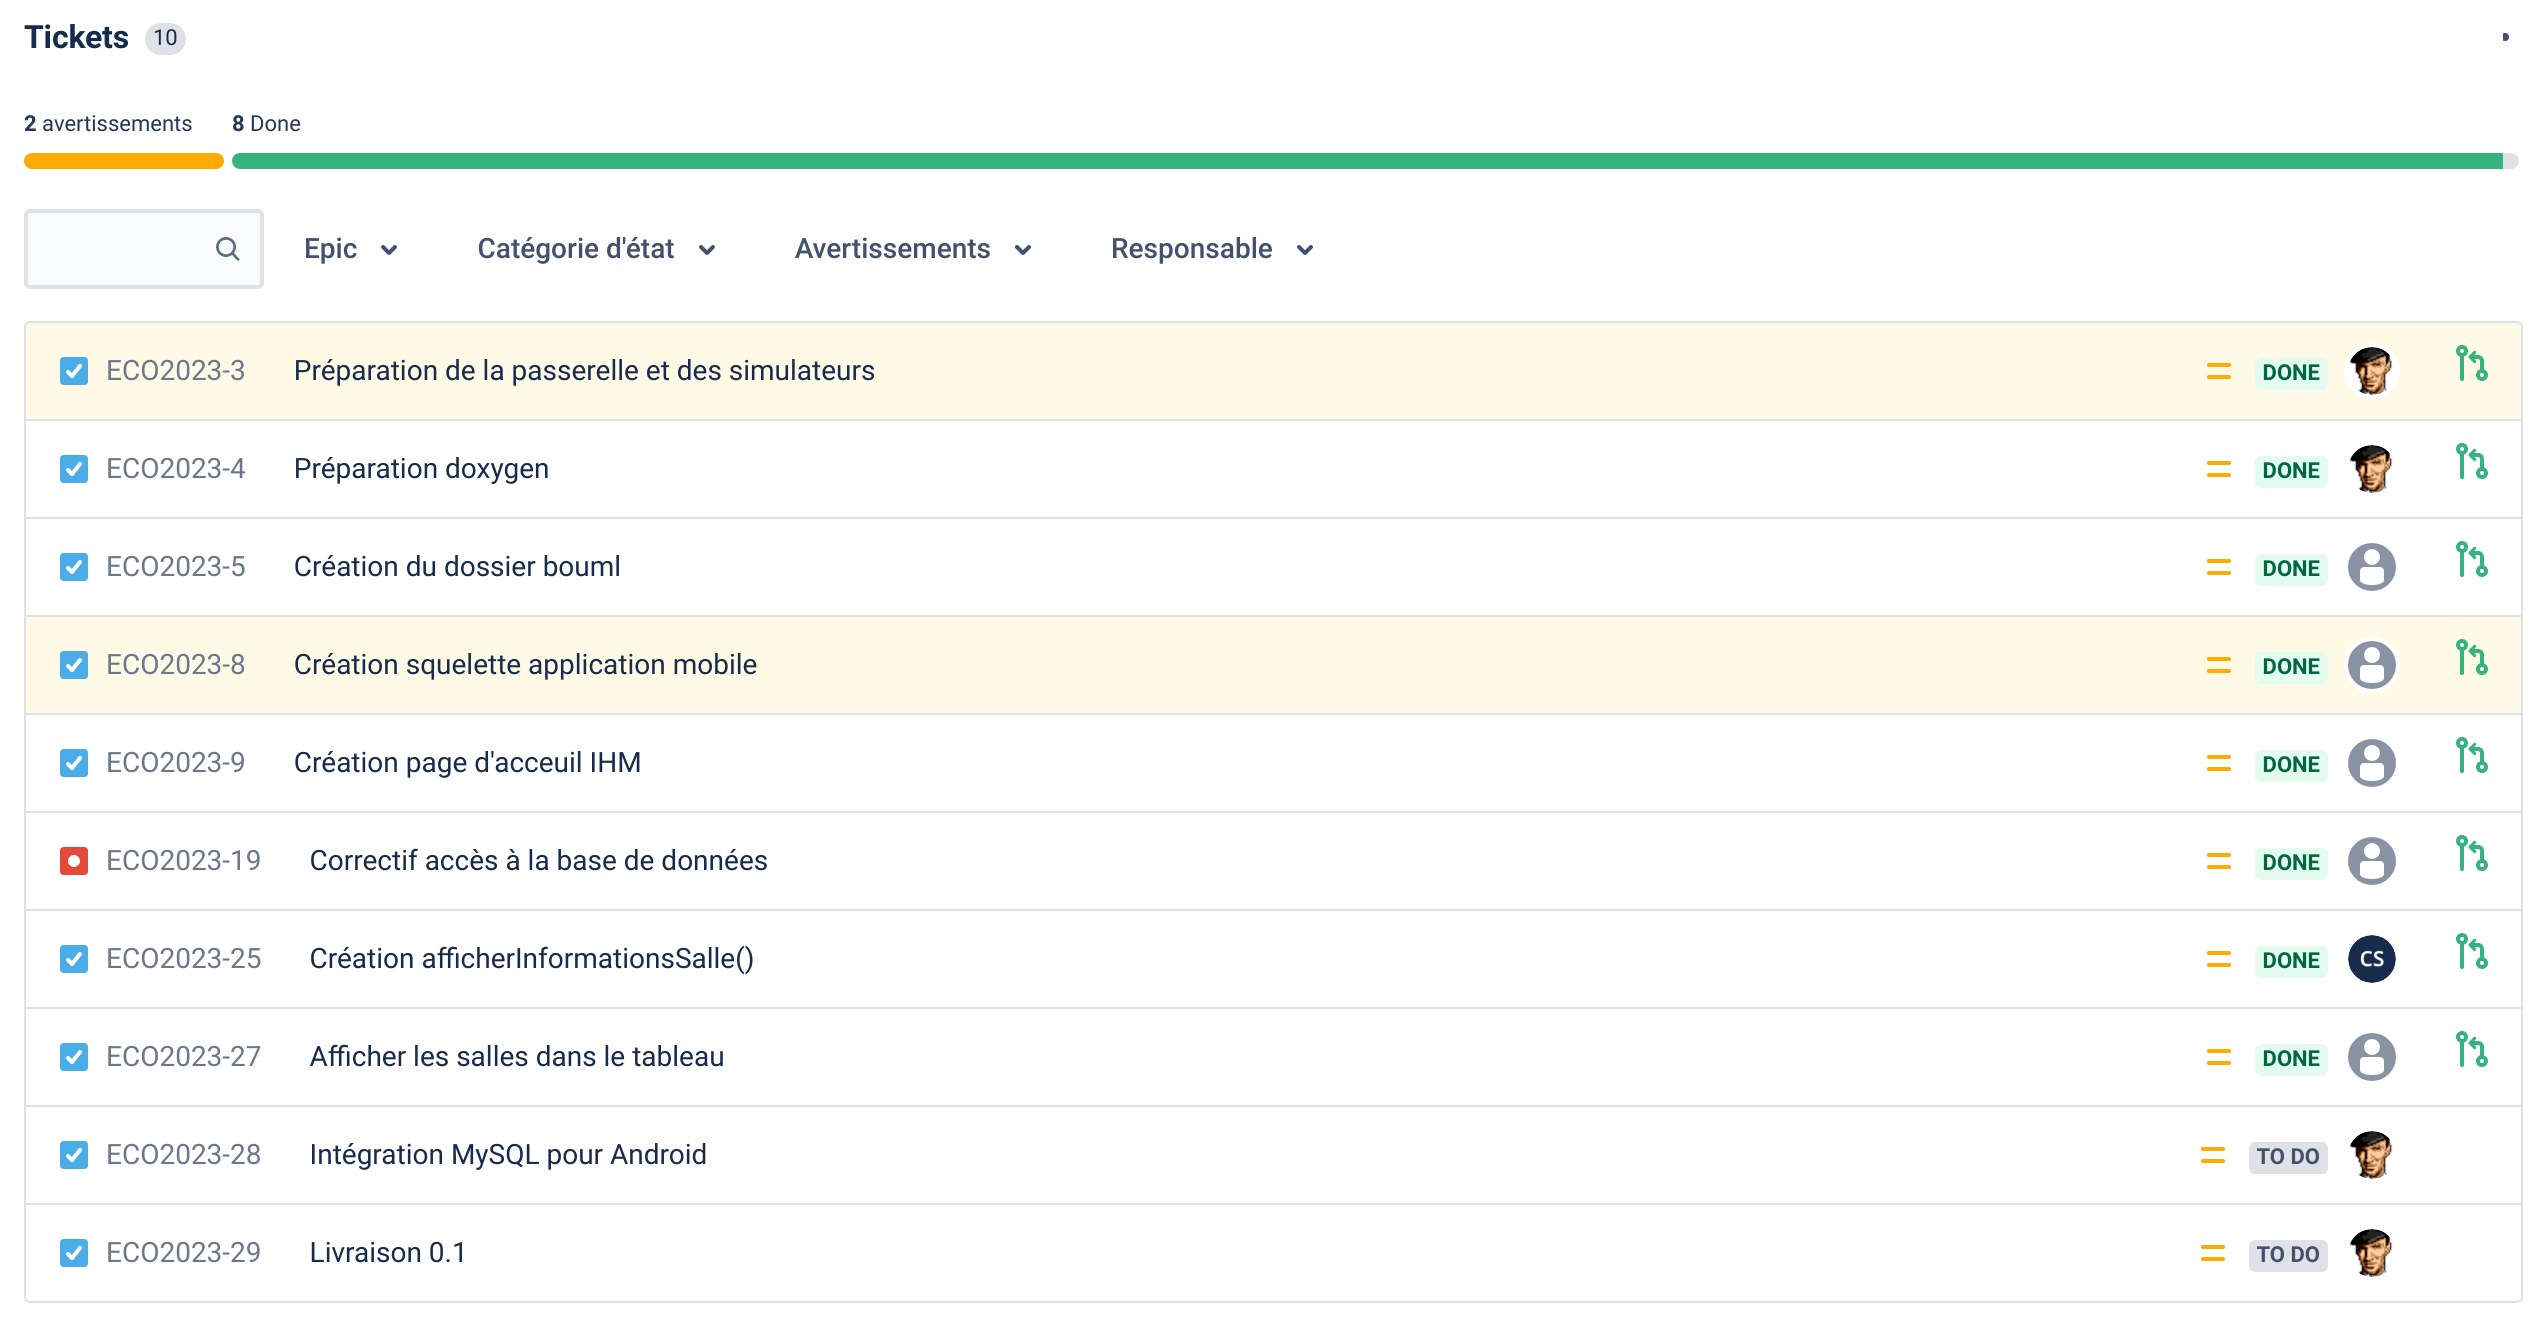 Tickets 10
2 avertissements 8 Done
Epic Catégorie d'état Avertissements Responsable
ECO2023-3 Préparation de la passerelle et des simulateurs DONE
ECO2023-4 Préparation doxygen DONE
ECO2023-5 Création du dossier bouml DONE
ECO2023-8 Création squelette application mobile DONE
ECO2023-9 Création page d'acceuil IHM DONE
ECO2023-19 Correctif accès à la base de données DONE
ECO2023-25 Création afficherInformationsSalle() DONE CS
ECO2023-27 Afficher les salles dans le tableau DONE
ECO2023-28 Intégration MySQL pour Android TO DO
ECO2023-29 Livraison 0.1 TO DO